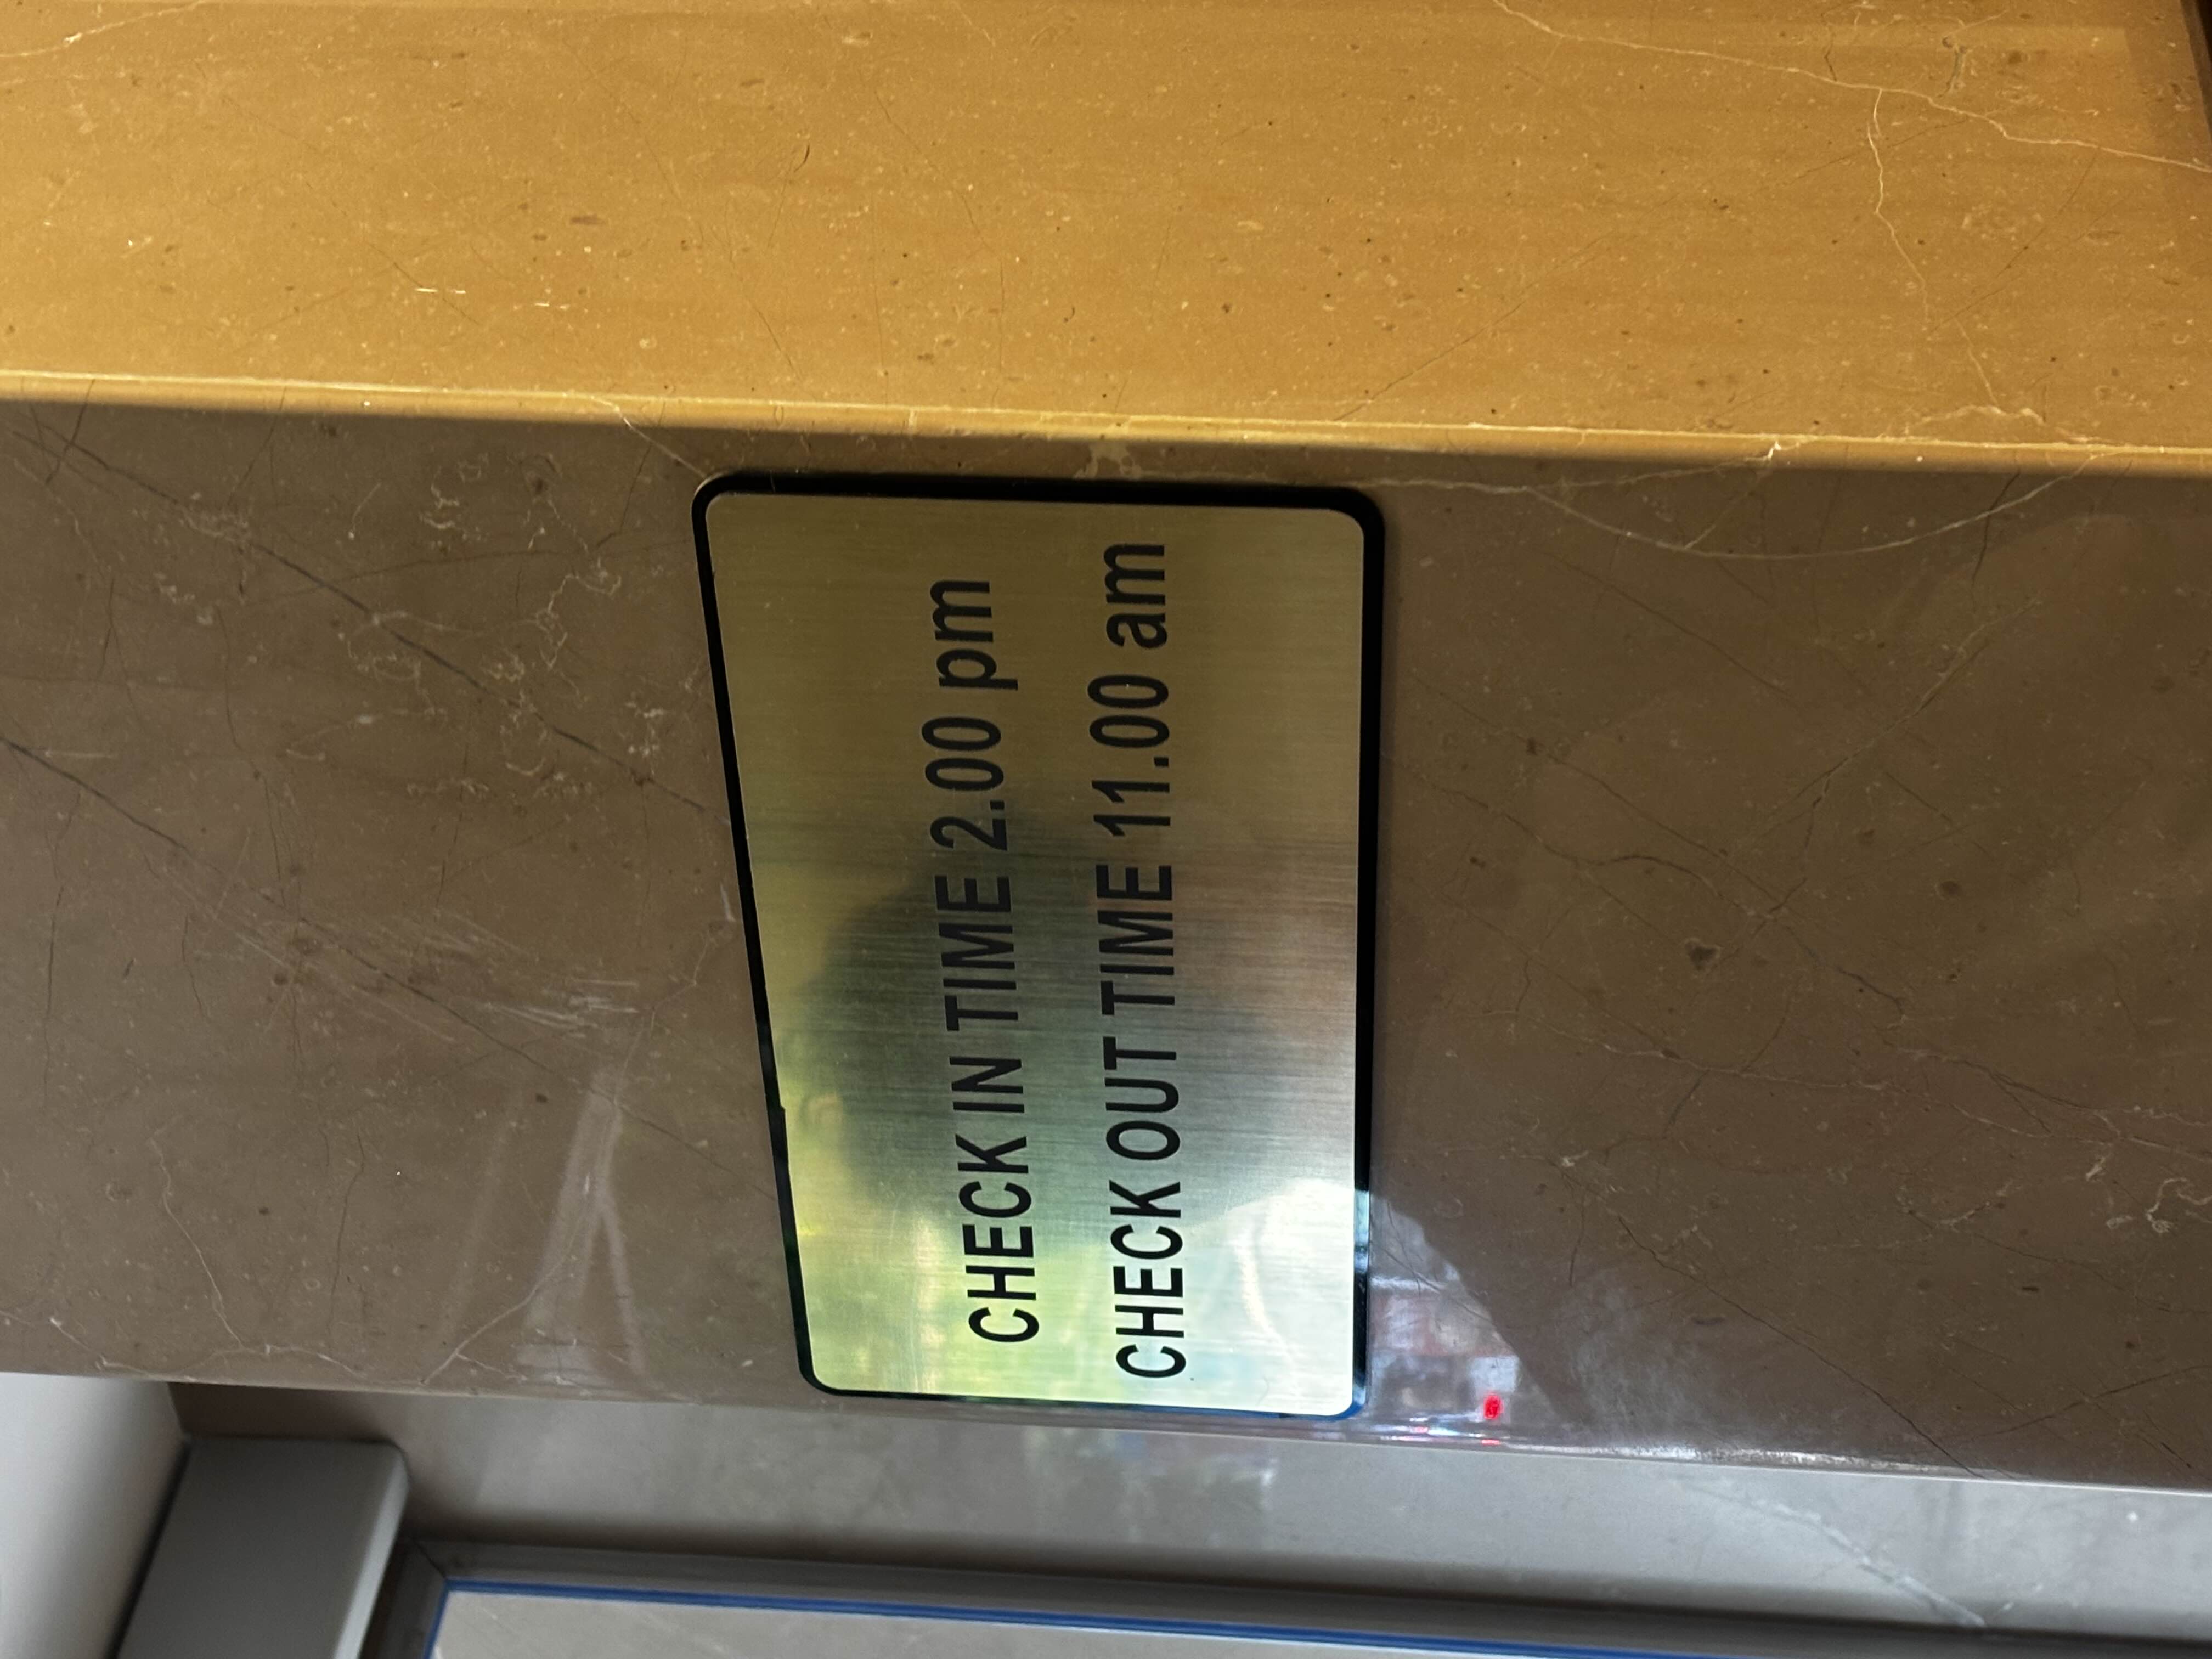 CHECK IN TIME 2.00 pm
CHECK OUT TIME 11.00 am